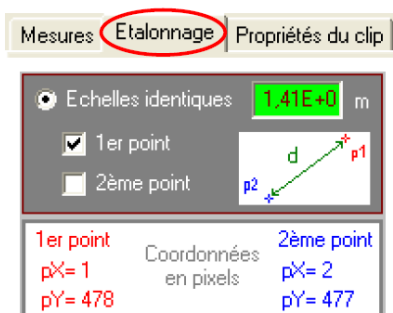 Mesures Etalonnage Propriétés du clip
Echelles identiques 1,41E+0 m
1er point
2ème point
d p1
p2
1er point Coordonnées en pixels 2ème point
pX= 1 pX= 2
pY= 478 pY= 477